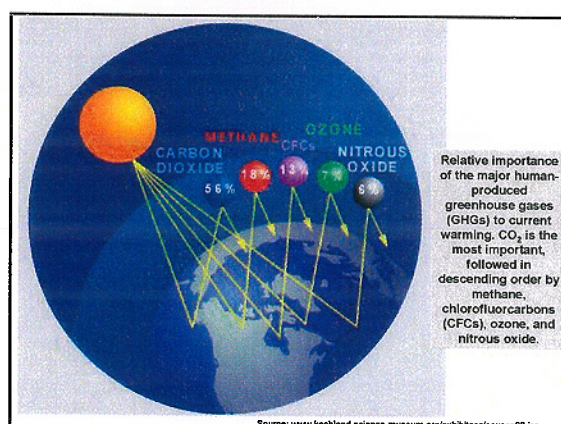 METHANE
OZONE
CFCs
CARBON
DIOXIDE
NITROUS
OXIDE
56%
18%
13%
7%
6%
Relative importance
of the major human-
produced
greenhouse gases
(GHGs) to current
warming. CO₂ is the
most important,
followed in
descending order by
methane,
chlorofluorcarbons
(CFCs), ozone, and
nitrous oxide.
Source: